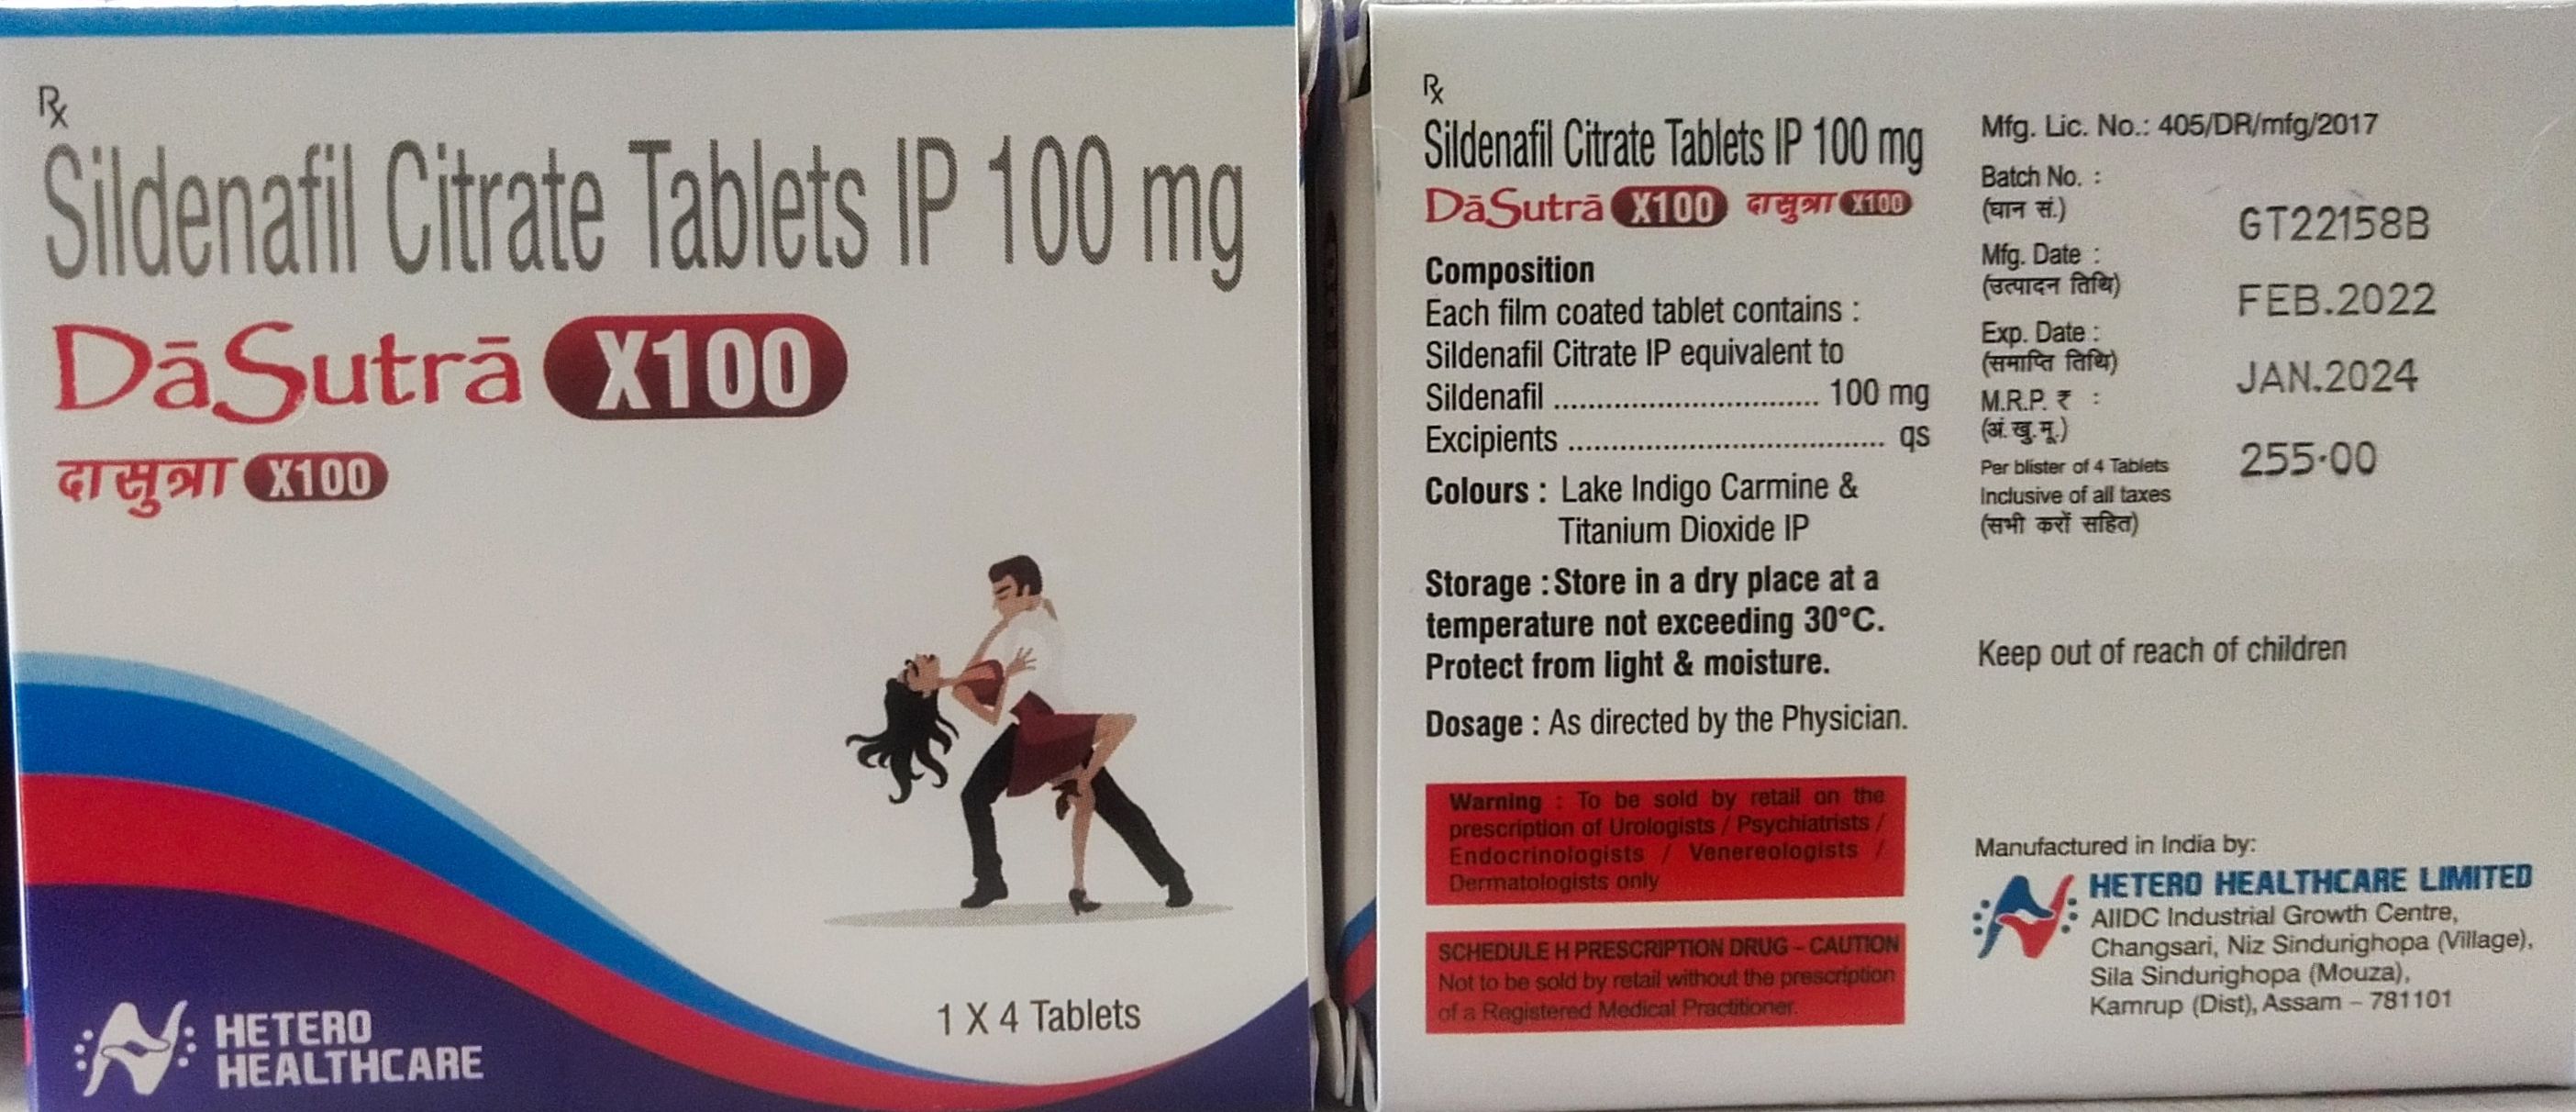 Rx
Sildenafil Citrate Tablets IP 100 mg
DāSutrā X100
दासुत्रा X100
1 X 4 Tablets
HETERO
HEALTHCARE
Rx
Sildenafil Citrate Tablets IP 100 mg
DāSutrā X100 दासुत्रा X100
Composition
Each film coated tablet contains :
Sildenafil Citrate IP equivalent to
Sildenafil ............................... 100 mg
Excipients ..................................... qs
Colours : Lake Indigo Carmine &
Titanium Dioxide IP
Storage : Store in a dry place at a
temperature not exceeding 30°C.
Protect from light & moisture.
Dosage : As directed by the Physician.
Warning : To be sold by retail on the
prescription of Urologists / Psychiatrists /
Endocrinologists / Venereologists /
Dermatologists only
SCHEDULE H PRESCRIPTION DRUG – CAUTION
Not to be sold by retail without the prescription
of a Registered Medical Practitioner.
Mfg. Lic. No.: 405/DR/mfg/2017
Batch No. :
(घान सं.)
GT22158B
Mfg. Date :
(उत्पादन तिथि)
FEB.2022
Exp. Date :
(समाप्ति तिथि)
JAN.2024
M.R.P. ₹ :
(अं.खु.मू.)
255·00
Per blister of 4 Tablets
Inclusive of all taxes
(सभी करों सहित)
Keep out of reach of children
Manufactured in India by:
HETERO HEALTHCARE LIMITED
AIIDC Industrial Growth Centre,
Changsari, Niz Sindurighopa (Village),
Sila Sindurighopa (Mouza),
Kamrup (Dist), Assam – 781101